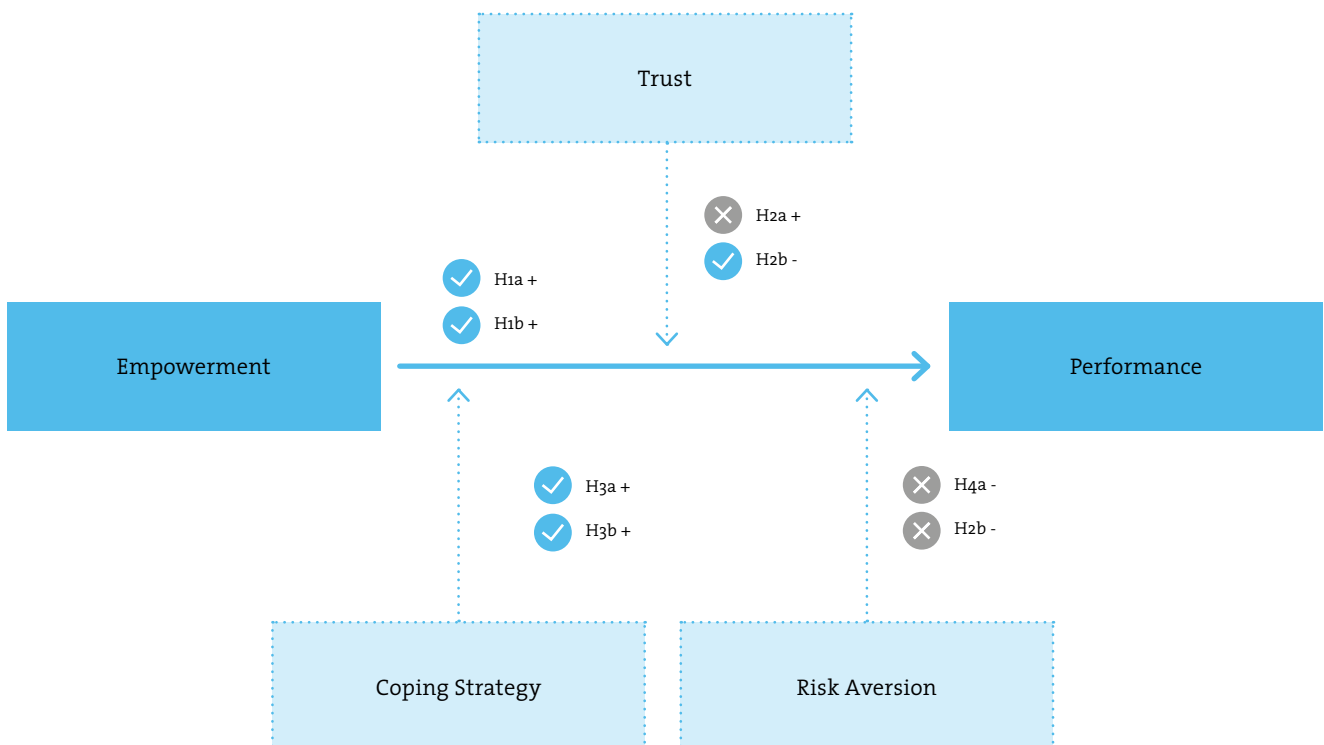 Trust
H2a +
H2b -
H1a +
H1b +
Empowerment
Performance
H3a +
H3b +
H4a -
H2b -
Coping Strategy
Risk Aversion